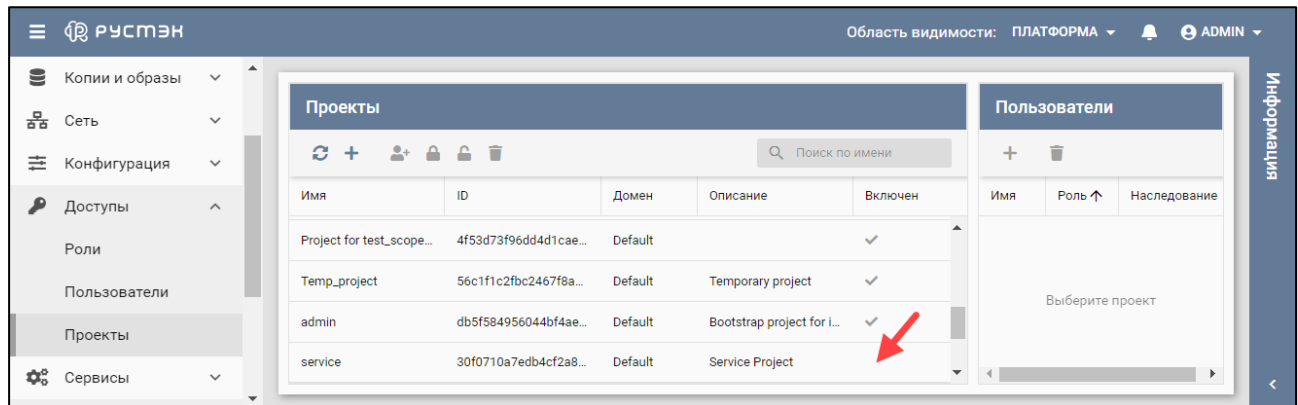 РУСТЭК
Область видимости: ПЛАТФОРМА
ADMIN
Копии и образы
Сеть
Конфигурация
Доступы
Роли
Пользователи
Проекты
Сервисы
Проекты
Поиск по имени
Имя ID Домен Описание Включен
Project for test_scope... 4f53d73f96dd4d1cae... Default
Temp_project 56c1f1c2fbc2467f8a... Default Temporary project
admin db5f584956044bf4ae... Default Bootstrap project for i...
service 30f0710a7edb4cf2a8... Default Service Project
Пользователи
Имя Роль Наследование
Выберите проект
Информация